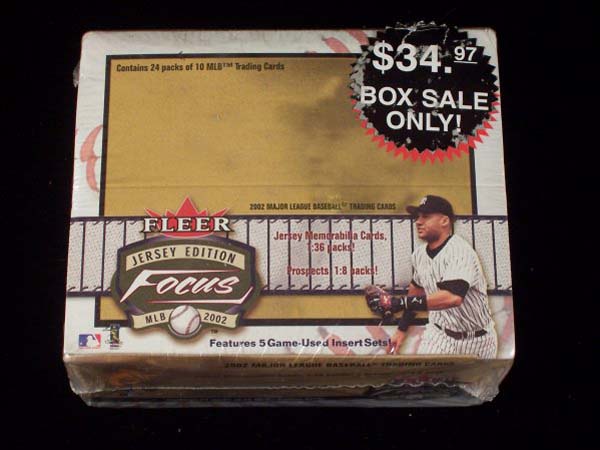 Contains 24 packs of 10 MLB™ Trading Cards
$34.97
BOX SALE
ONLY!
2002 MAJOR LEAGUE BASEBALL® TRADING CARDS
FLEER
JERSEY EDITION
Focus
MLB 2002
Jersey Memorabilia Cards,
1:36 packs!
Prospects 1:8 packs!
Features 5 Game-Used Insert Sets!
2002 MAJOR LEAGUE BASEBALL® TRADING CARDS